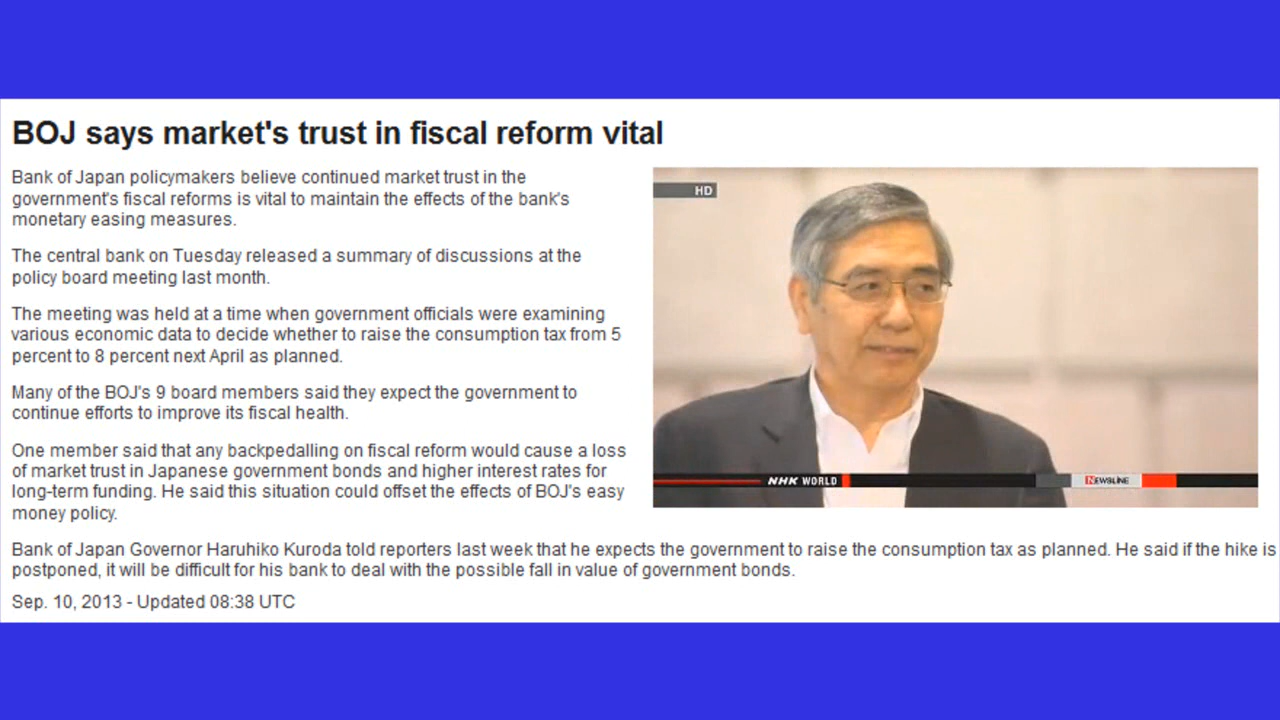 BOJ says market's trust in fiscal reform vital
Bank of Japan policymakers believe continued market trust in the
government's fiscal reforms is vital to maintain the effects of the bank's
monetary easing measures.
The central bank on Tuesday released a summary of discussions at the
policy board meeting last month.
The meeting was held at a time when government officials were examining
various economic data to decide whether to raise the consumption tax from 5
percent to 8 percent next April as planned.
Many of the BOJ's 9 board members said they expect the government to
continue efforts to improve its fiscal health.
One member said that any backpedalling on fiscal reform would cause a loss
of market trust in Japanese government bonds and higher interest rates for
long-term funding. He said this situation could offset the effects of BOJ's easy
money policy.
HD
NHK WORLD
NEWSLINE
Bank of Japan Governor Haruhiko Kuroda told reporters last week that he expects the government to raise the consumption tax as planned. He said if the hike is
postponed, it will be difficult for his bank to deal with the possible fall in value of government bonds.
Sep. 10, 2013 - Updated 08:38 UTC